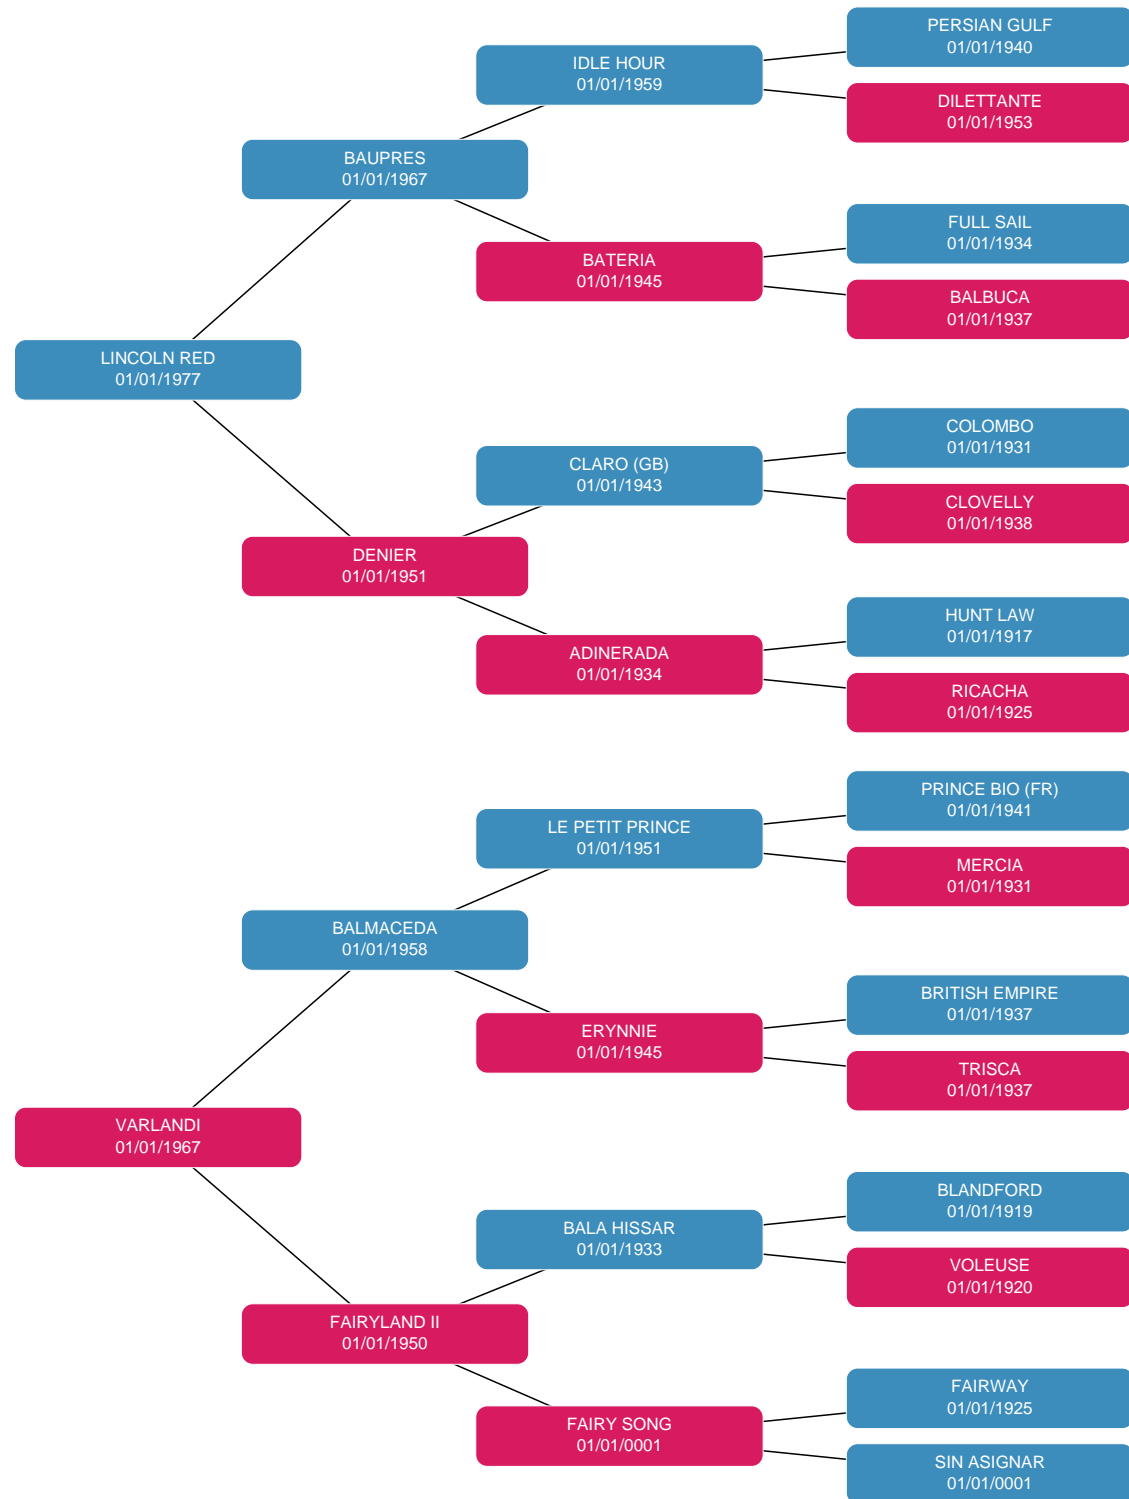 PERSIAN GULF
01/01/1940
IDLE HOUR
01/01/1959
DILETTANTE
01/01/1953
BAUPRES
01/01/1967
FULL SAIL
01/01/1934
BATERIA
01/01/1945
BALBUCA
01/01/1937
LINCOLN RED
01/01/1977
COLOMBO
01/01/1931
CLARO (GB)
01/01/1943
CLOVELLY
01/01/1938
DENIER
01/01/1951
HUNT LAW
01/01/1917
ADINERADA
01/01/1934
RICACHA
01/01/1925
PRINCE BIO (FR)
01/01/1941
LE PETIT PRINCE
01/01/1951
MERCIA
01/01/1931
BALMACEDA
01/01/1958
BRITISH EMPIRE
01/01/1937
ERYNNIE
01/01/1945
TRISCA
01/01/1937
VARLANDI
01/01/1967
BLANDFORD
01/01/1919
BALA HISSAR
01/01/1933
VOLEUSE
01/01/1920
FAIRYLAND II
01/01/1950
FAIRWAY
01/01/1925
FAIRY SONG
01/01/0001
SIN ASIGNAR
01/01/0001